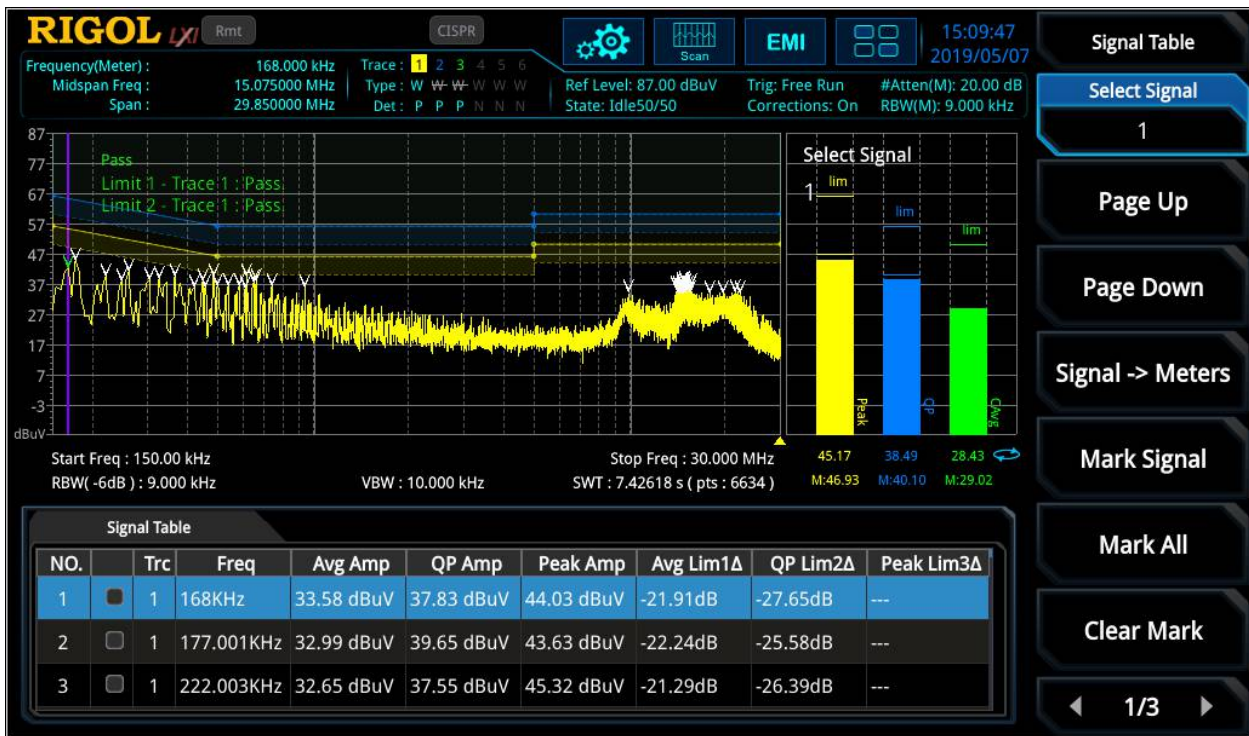 RIGOL LXI Rmt CISPR Scan EMI 15:09:47 2019/05/07
Frequency(Meter) : 168.000 kHz
Midspan Freq : 15.075000 MHz
Span : 29.850000 MHz
Trace : 1 2 3 4 5 6
Type : W W W W W W
Det : P P P N N N
Ref Level: 87.00 dBuV Trig: Free Run #Atten(M): 20.00 dB
State: Idle50/50 Corrections: On RBW(M): 9.000 kHz
87
77
67
57
47
37
27
17
7
-3
dBuV
Pass
Limit 1 - Trace 1 : Pass
Limit 2 - Trace 1 : Pass
Start Freq : 150.00 kHz Stop Freq : 30.000 MHz
RBW( -6dB ) : 9.000 kHz VBW : 10.000 kHz SWT : 7.42618 s ( pts : 6634 )
Select Signal
1
lim lim lim
Peak QP CAvg
45.17 38.49 28.43
M:46.93 M:40.10 M:29.02
Signal Table
NO. Trc Freq Avg Amp QP Amp Peak Amp Avg Lim1Δ QP Lim2Δ Peak Lim3Δ
1 1 168KHz 33.58 dBuV 37.83 dBuV 44.03 dBuV -21.91dB -27.65dB ---
2 1 177.001KHz 32.99 dBuV 39.65 dBuV 43.63 dBuV -22.24dB -25.58dB ---
3 1 222.003KHz 32.65 dBuV 37.55 dBuV 45.32 dBuV -21.29dB -26.39dB ---
Signal Table
Select Signal
1
Page Up
Page Down
Signal -> Meters
Mark Signal
Mark All
Clear Mark
1/3